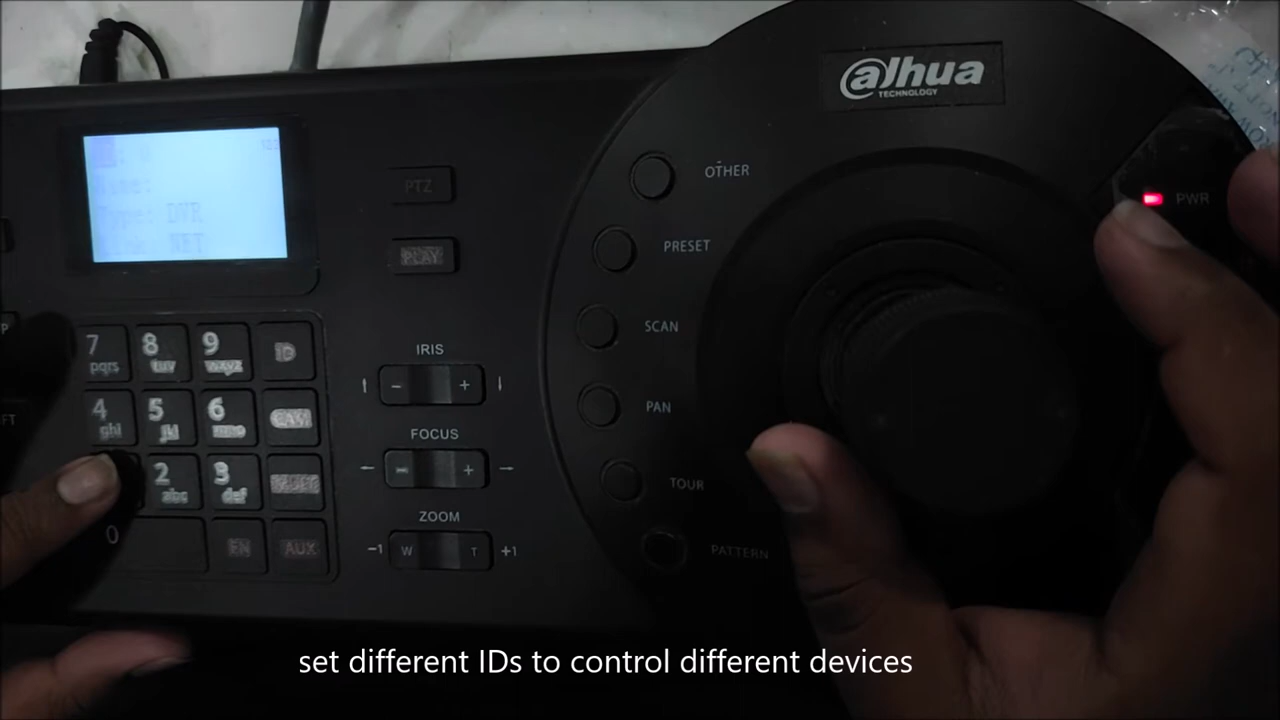 alhua
TECHNOLOGY
OTHER
PWR
PTZ
PRESET
PLAY
Type: DVR
NET
SCAN
IRIS
- +
7
pqrs
8
tuv
9
wxyz
ID
PAN
4
ghi
5
jkl
6
CAM
FOCUS
- +
TOUR
2
abc
3
def
ZOOM
-1 W T +1
PATTERN
0
FN
AUX
set different IDs to control different devices